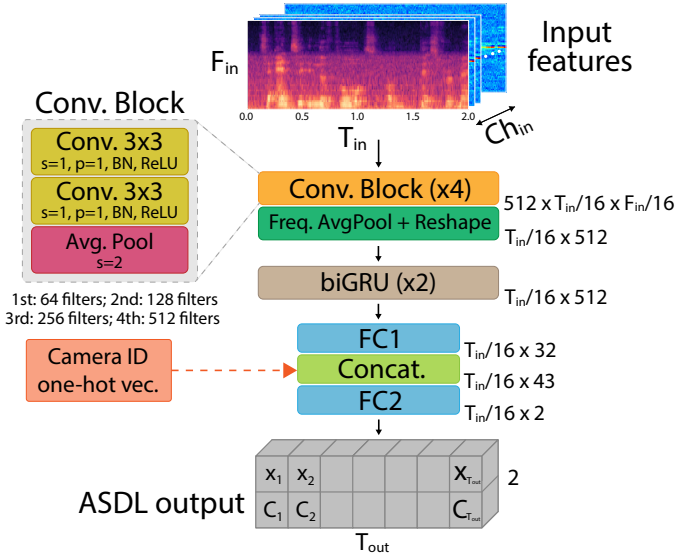 Input
features
F_in
0.0 0.5 1.0 1.5 2.0
T_in
Ch_in
Conv. Block
Conv. 3x3
s=1, p=1, BN, ReLU
Conv. 3x3
s=1, p=1, BN, ReLU
Avg. Pool
s=2
1st: 64 filters; 2nd: 128 filters
3rd: 256 filters; 4th: 512 filters
Conv. Block (x4)
512 x T_in/16 x F_in/16
Freq. AvgPool + Reshape
T_in/16 x 512
biGRU (x2)
T_in/16 x 512
FC1
T_in/16 x 32
Camera ID
one-hot vec.
Concat.
T_in/16 x 43
FC2
T_in/16 x 2
ASDL output
x_1 x_2 x_Tout
C_1 C_2 C_Tout
2
T_out